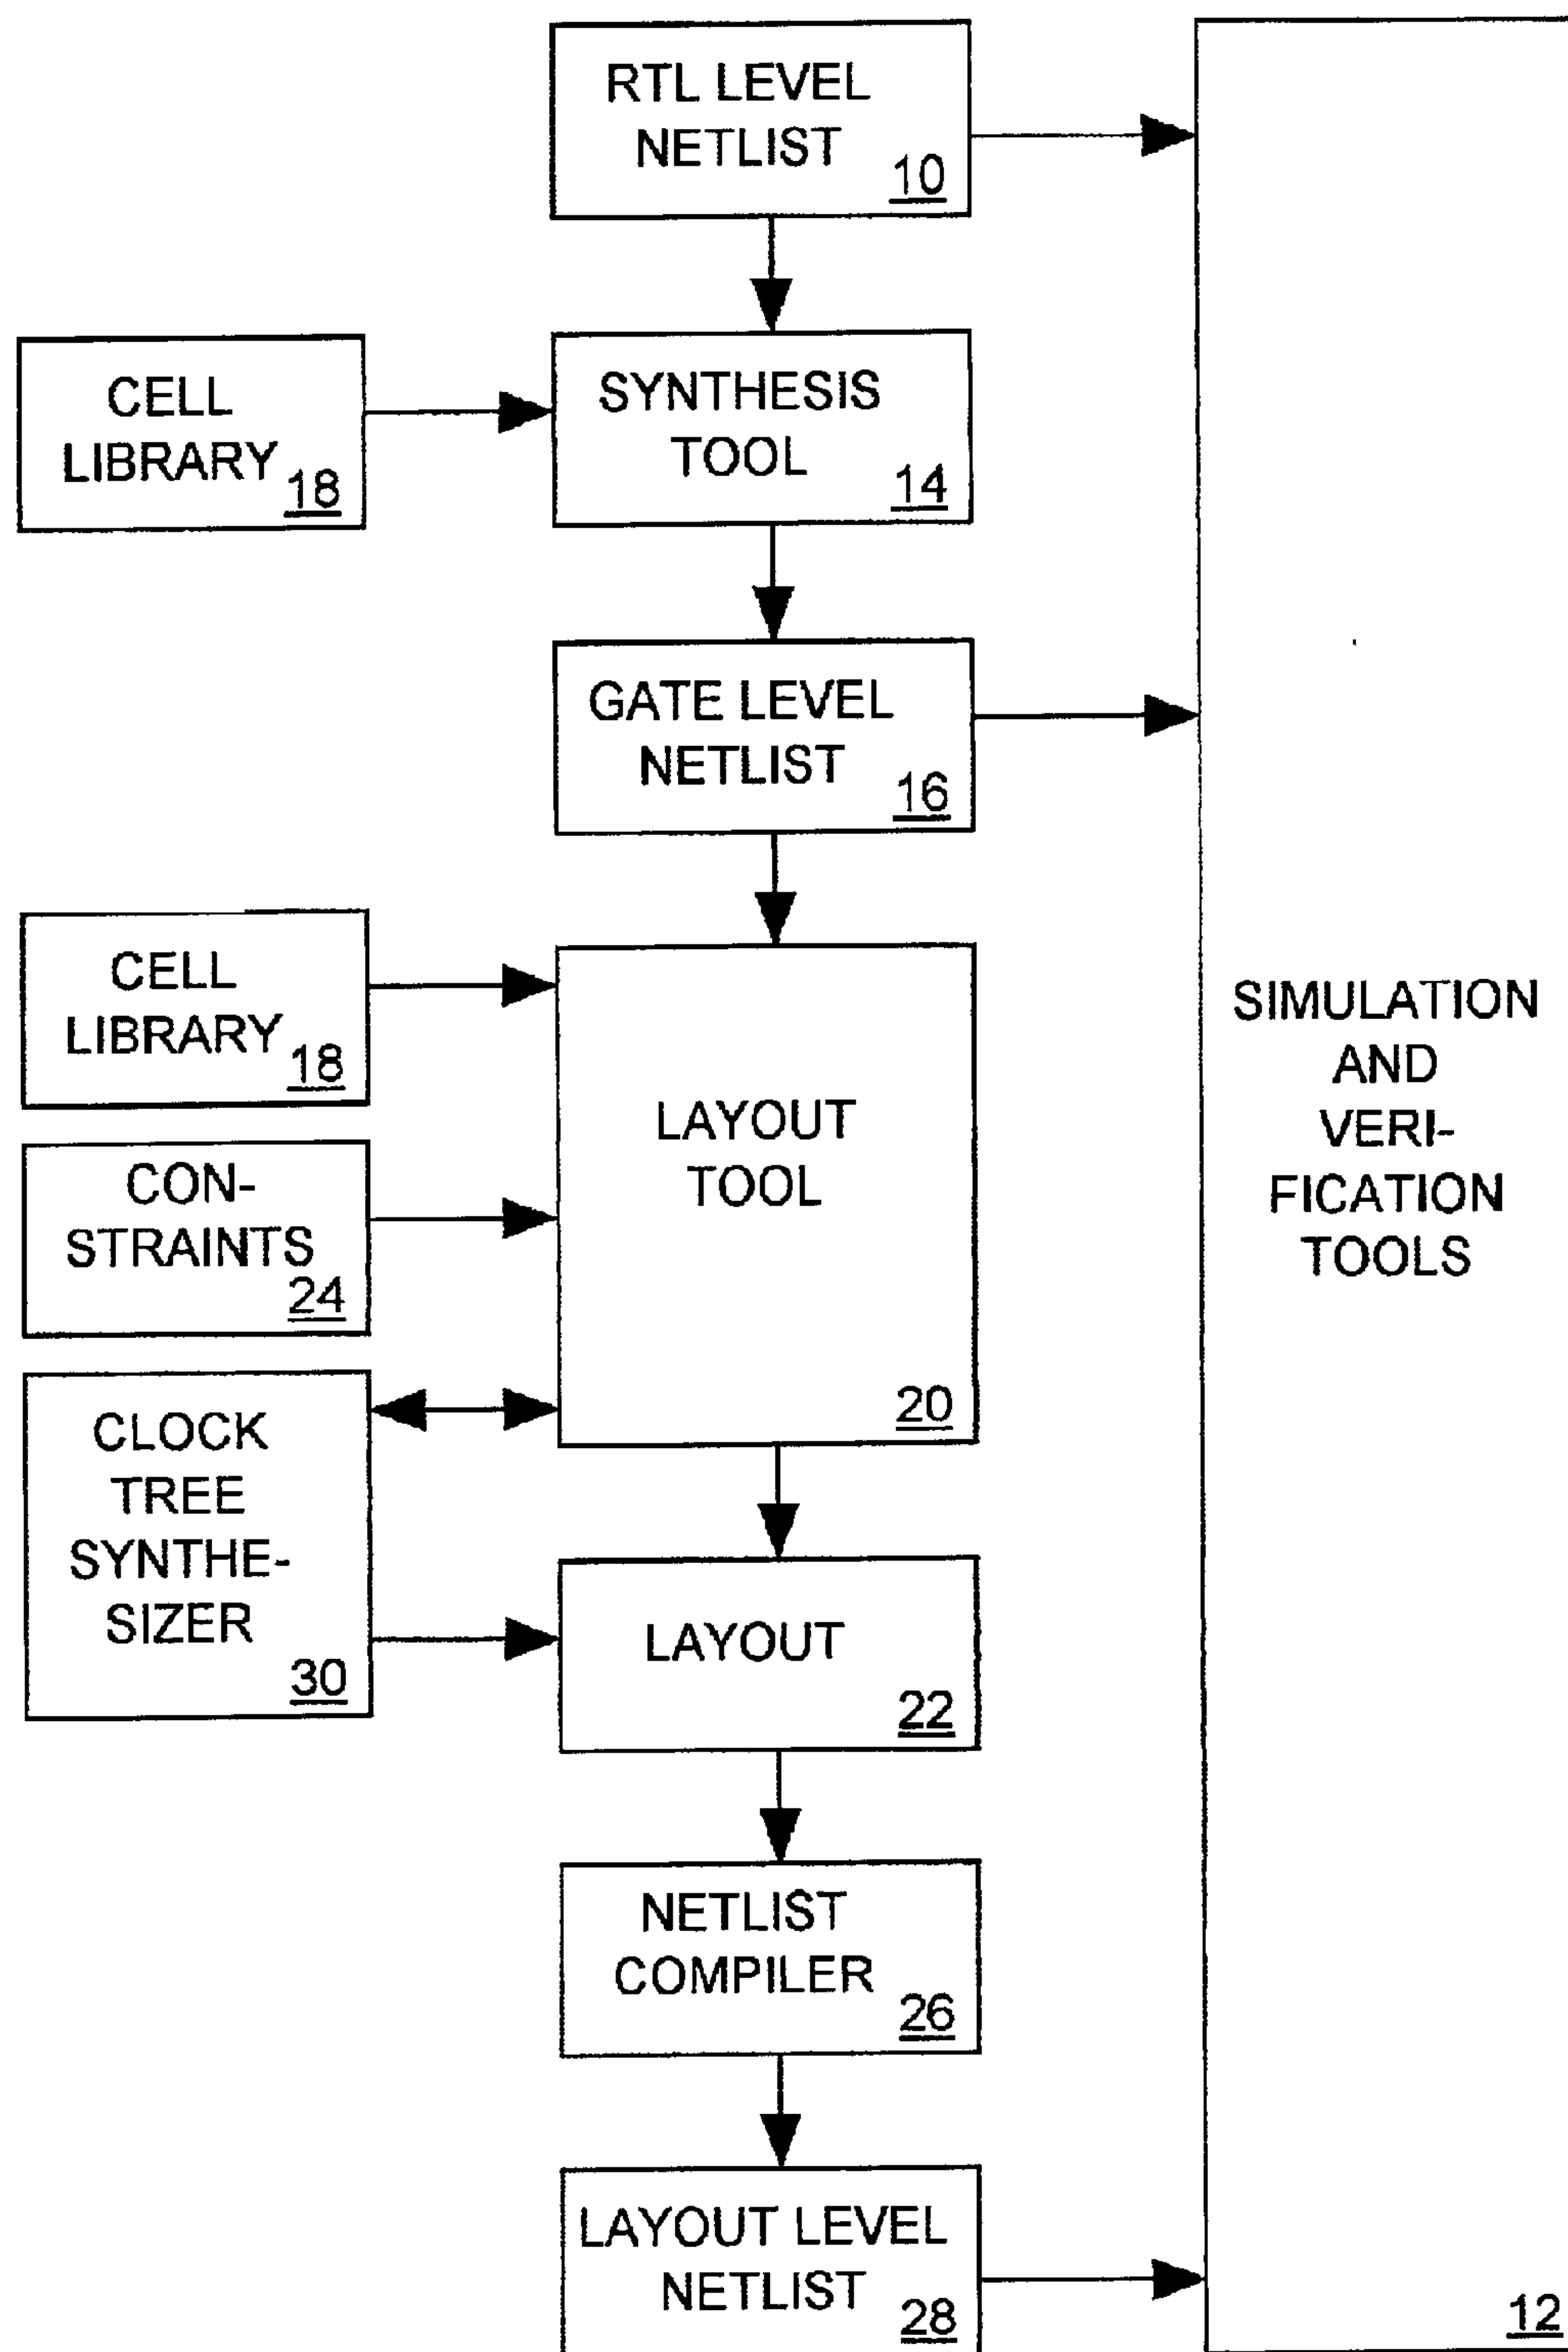 RTL LEVEL
NETLIST
10
CELL
LIBRARY
18
SYNTHESIS
TOOL
14
GATE LEVEL
NETLIST
16
CELL
LIBRARY
18
CON-
STRAINTS
24
LAYOUT
TOOL
20
CLOCK
TREE
SYNTHE-
SIZER
30
LAYOUT
22
NETLIST
COMPILER
26
LAYOUT LEVEL
NETLIST
28
SIMULATION
AND
VERI-
FICATION
TOOLS
12